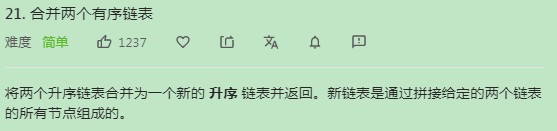 21. 合并两个有序链表
难度 简单 1237
将两个升序链表合并为一个新的 升序 链表并返回。新链表是通过拼接给定的两个链表
的所有节点组成的。